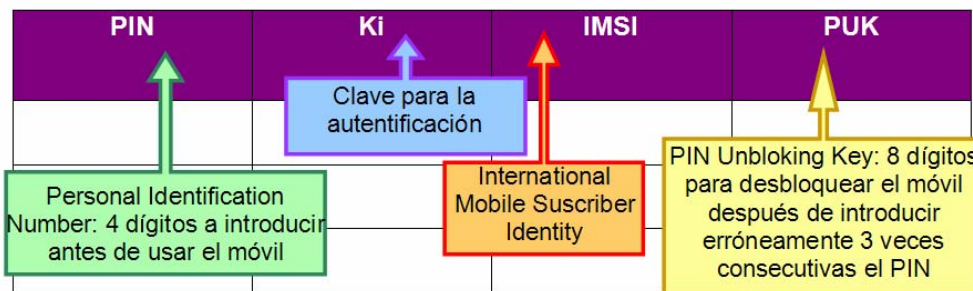 PIN Ki IMSI PUK
Clave para la
autentificación
Personal Identification
Number: 4 dígitos a introducir
antes de usar el móvil
International
Mobile Suscriber
Identity
PIN Unbloking Key: 8 dígitos
para desbloquear el móvil
después de introducir
erróneamente 3 veces
consecutivas el PIN